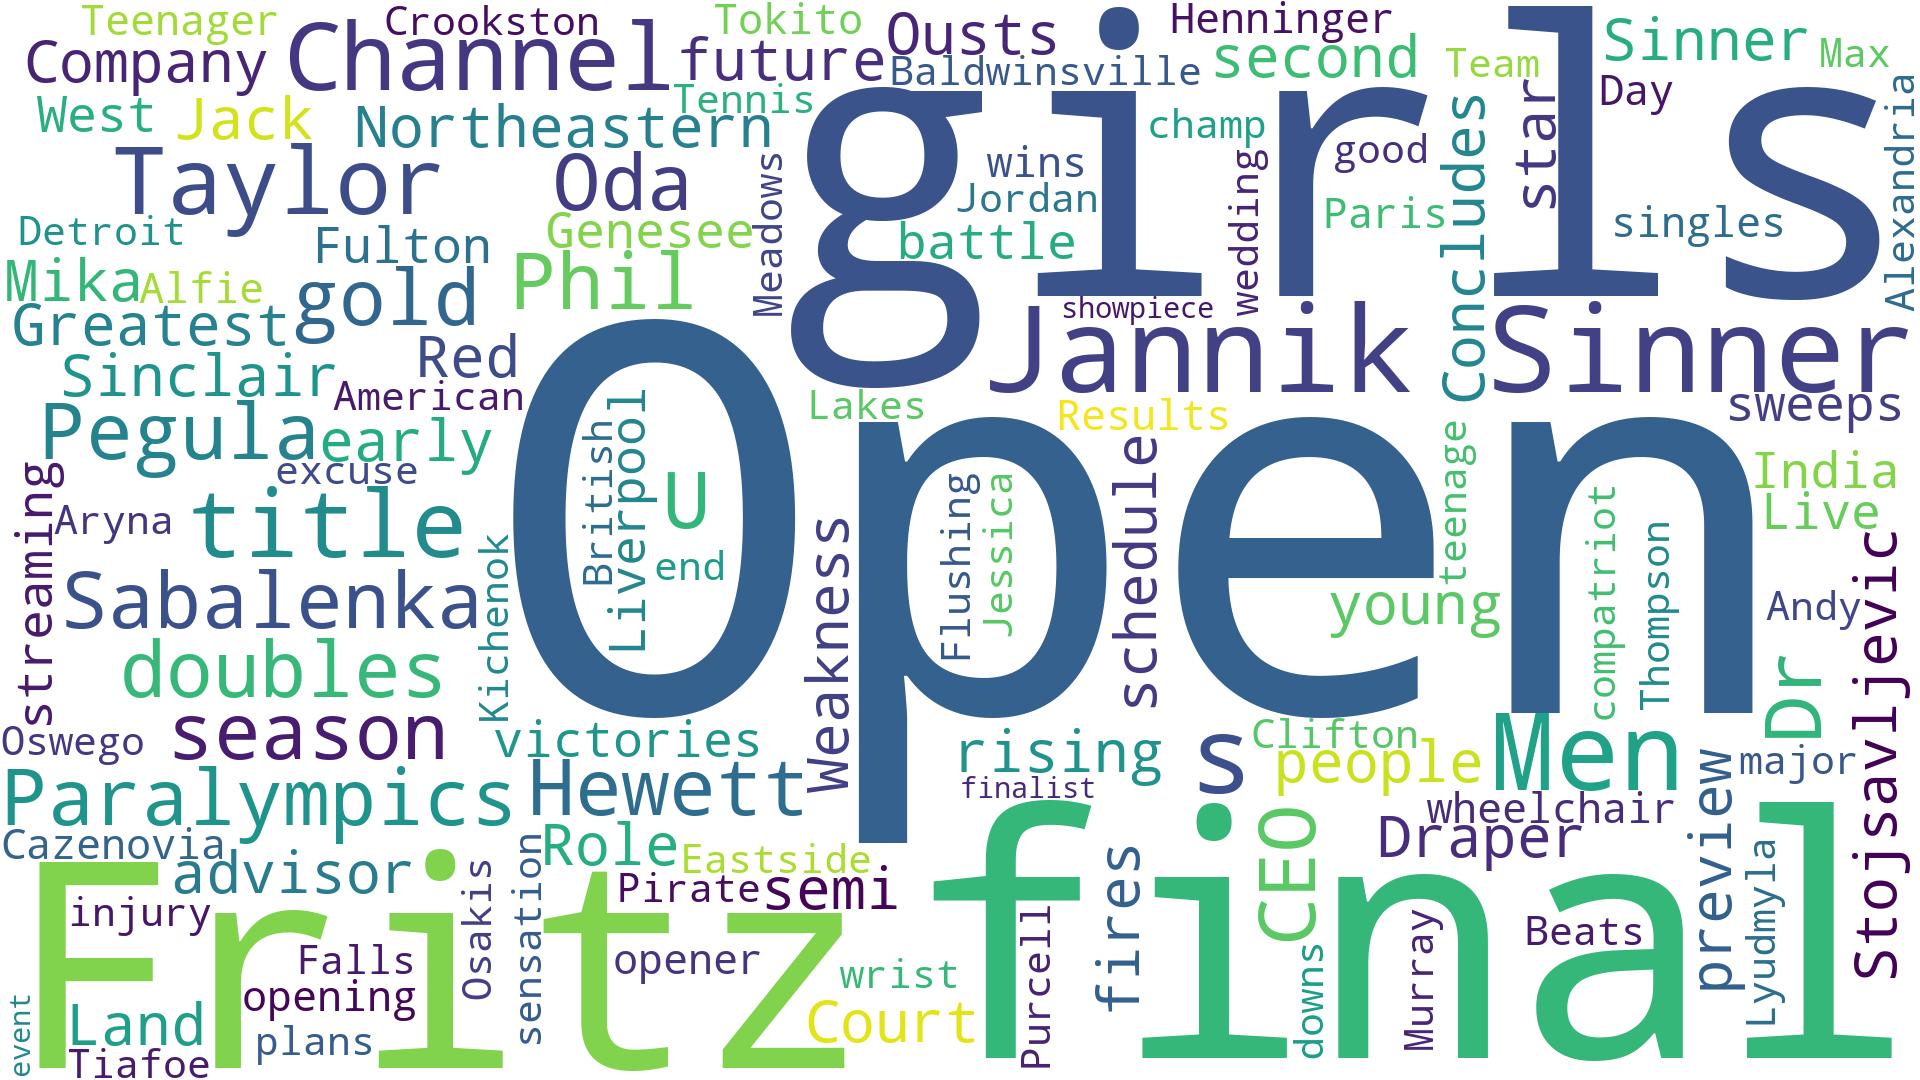 Teenager
Crookston
Tokito
Henninger
Company
Channel
future
Ousts
second
Sinner
Max
Baldwinsville
Team
Day
West
Jack
Northeastern
Tennis
champ
star
Alexandria
Taylor
Oda
wins
good
girls
Meadows
Jordan
wedding
Paris
Concludes
singles
Detroit
Fulton
Genesee
battle
Mika
Alfie
gold
Phil
showpiece
Greatest
Red
Jannik
Sinner
Sinclair
American
Lakes
Results
sweeps
Pegula
early
excuse
British
Liverpool
U
Open
Flushing
Jessica
schedule
teenage
India
Live
streaming
Aryna
title
Kichenok
end
Weakness
young
compatriot
Thompson
Andy
Stojsavljevic
Sabalenka
doubles
Dr
Oswego
season
victories
rising
s
Clifton
people
Men
major
Paralympics
Hewett
finalist
wheelchair
preview
Cazenovia
advisor
Role
Eastside
CEO
Draper
Lyudmyla
injury
Fritz
Osakis
sensation
Pirate
semi
final
fires
Beats
Falls
opening
opener
wrist
Purcell
downs
Murray
event
Land
plans
Court
Tiafoe